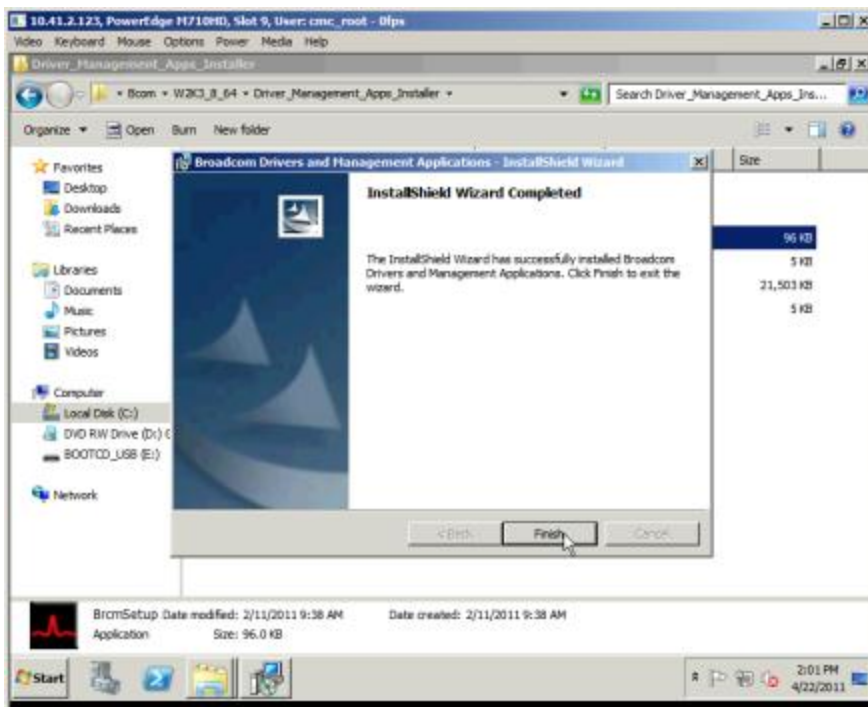 10.41.2.123, PowerEdge M710HD, Slot 9, User: cmc_root - 0fps
Video Keyboard Mouse Options Power Media Help
Driver_Management_Apps_Installer
Bcom W2K3_8_64 Driver_Management_Apps_Installer
Search Driver_Management_Apps_Ins...
Organize Open Burn New folder
Favorites
Desktop
Downloads
Recent Places
Libraries
Documents
Music
Pictures
Videos
Computer
Local Disk (C:)
DVD RW Drive (D:)
BOOTCD_USB (E:)
Network
Broadcom Drivers and Management Applications - InstallShield Wizard
InstallShield Wizard Completed
The InstallShield Wizard has successfully installed Broadcom
Drivers and Management Applications. Click Finish to exit the
wizard.
< Back Finish Cancel
Size
96 KB
5 KB
21,503 KB
5 KB
BrcmSetup Date modified: 2/11/2011 9:38 AM Date created: 2/11/2011 9:38 AM
Application Size: 96.0 KB
Start
2:01 PM
4/22/2011